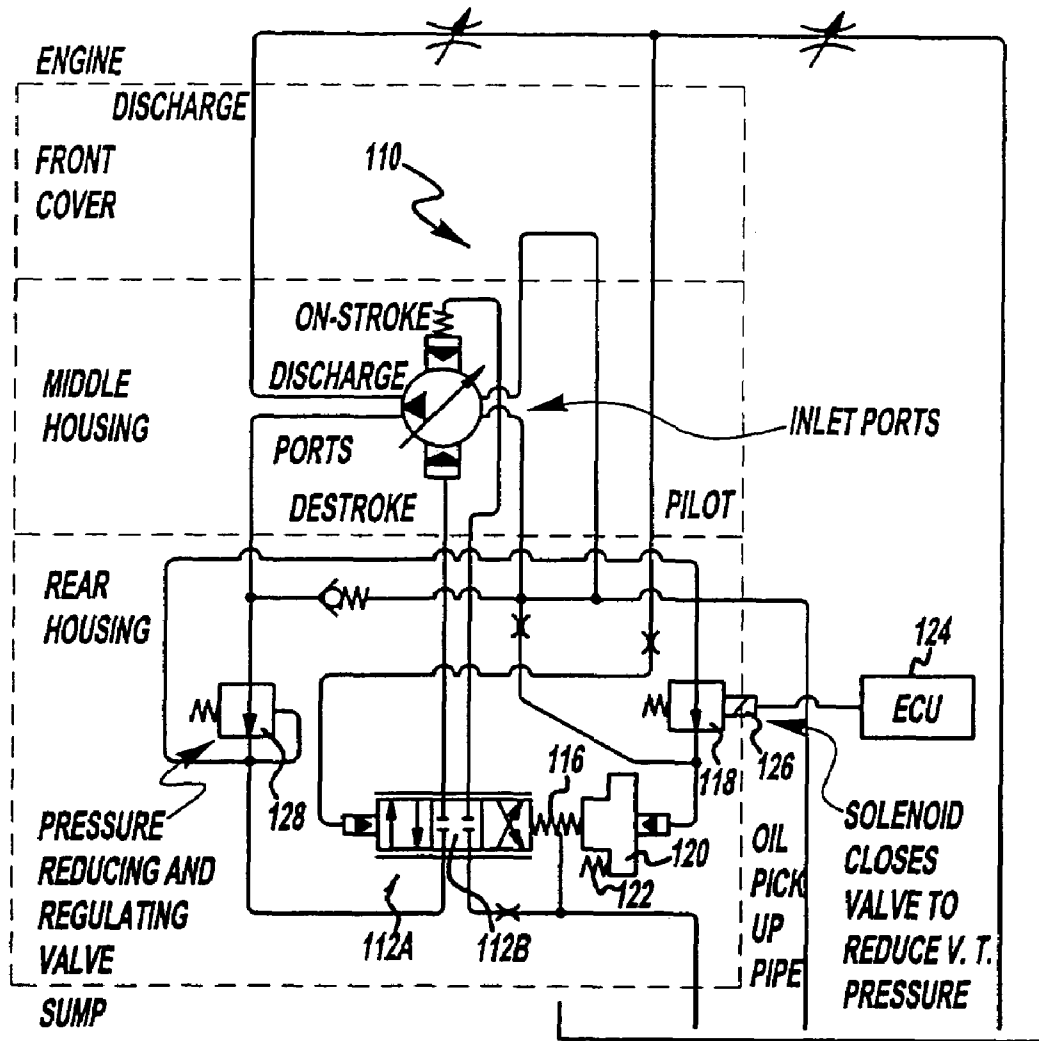 ENGINE
DISCHARGE
FRONT
COVER
110
ON-STROKE
MIDDLE
HOUSING
DISCHARGE
PORTS
INLET PORTS
DESTROKE
PILOT
REAR
HOUSING
124
ECU
116
118
126
128
120
122
PRESSURE
REDUCING AND
REGULATING
VALVE
112A
112B
OIL
PICK
UP
PIPE
SOLENOID
CLOSES
VALVE TO
REDUCE V. T.
PRESSURE
SUMP